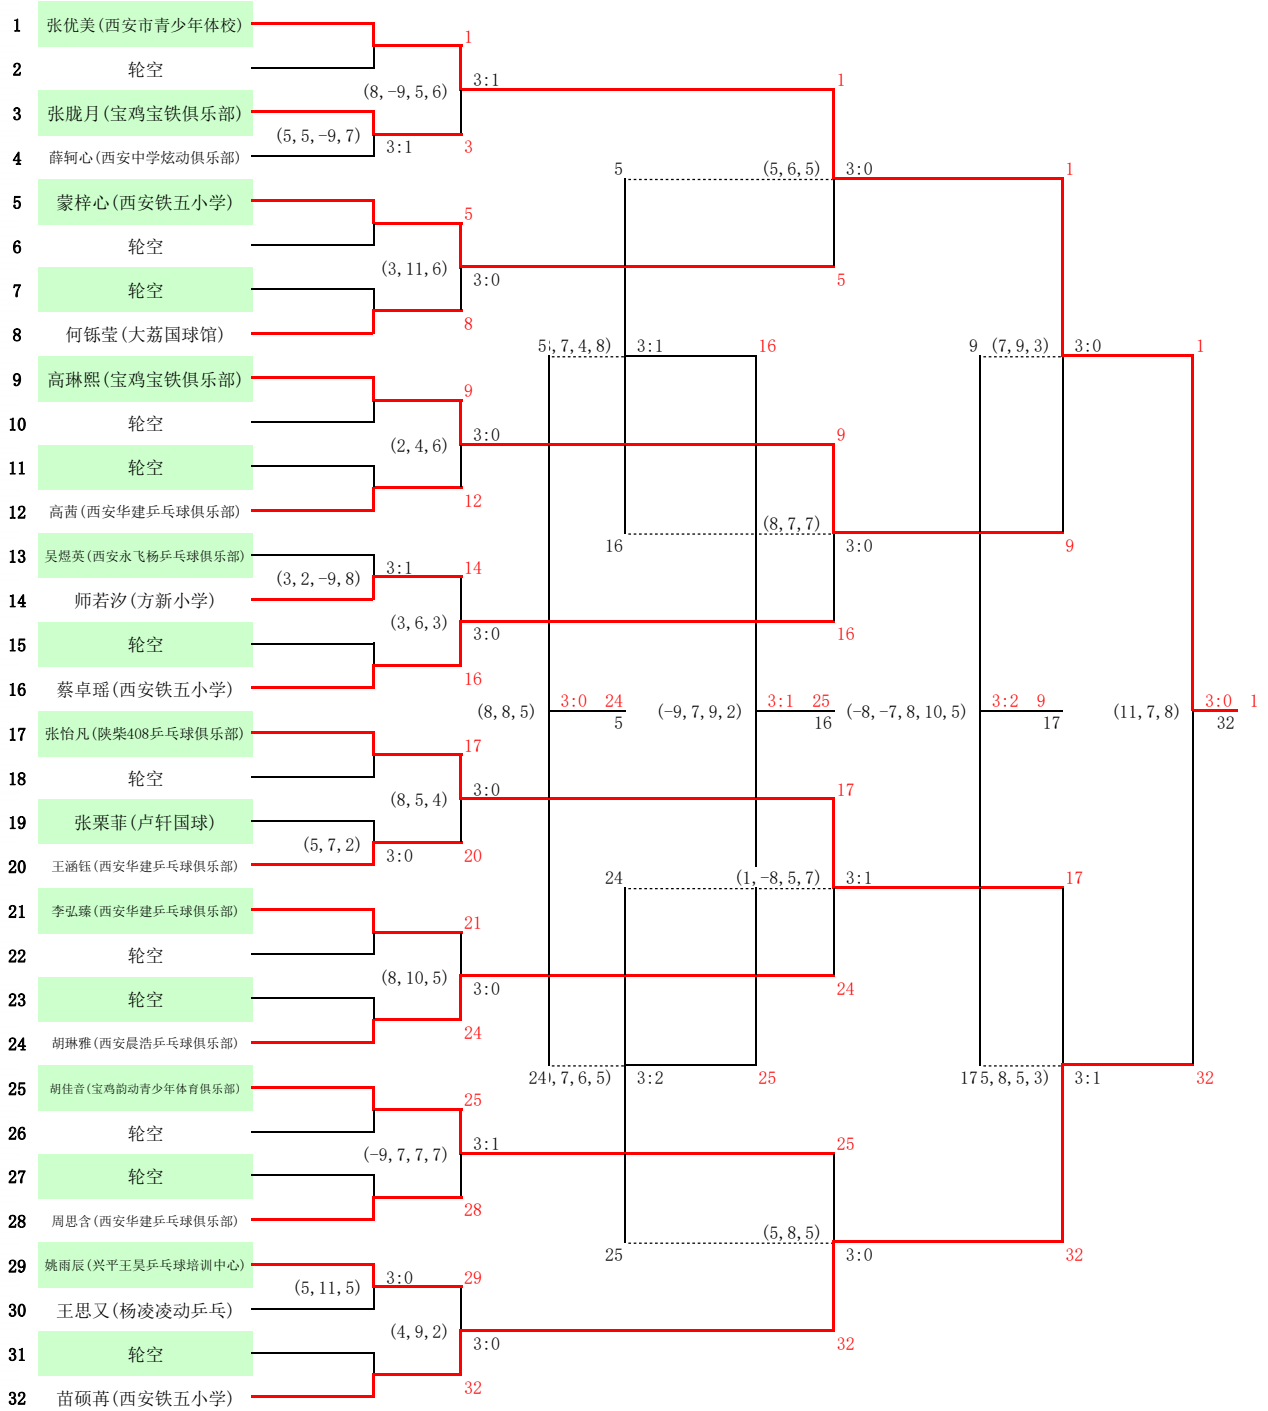 1 张优美(西安市青少年体校)
2 轮空
3 张胧月(宝鸡宝铁俱乐部)
4 薛轲心(西安中学炫动俱乐部)
5 蒙梓心(西安铁五小学)
6 轮空
7 轮空
8 何铄莹(大荔国球馆)
9 高琳熙(宝鸡宝铁俱乐部)
10 轮空
11 轮空
12 高茜(西安华建乒乓球俱乐部)
13 吴煜英(西安永飞杨乒乓球俱乐部)
14 师若汐(方新小学)
15 轮空
16 蔡卓瑶(西安铁五小学)
17 张怡凡(陕柴408乒乓球俱乐部)
18 轮空
19 张栗菲(卢轩国球)
20 王涵钰(西安华建乒乓球俱乐部)
21 李弘臻(西安华建乒乓球俱乐部)
22 轮空
23 轮空
24 胡琳雅(西安晨浩乒乓球俱乐部)
25 胡佳音(宝鸡韵动青少年体育俱乐部)
26 轮空
27 轮空
28 周思含(西安华建乒乓球俱乐部)
29 姚雨辰(兴平王昊乒乓球培训中心)
30 王思又(杨凌凌动乒乓)
31 轮空
32 苗硕苒(西安铁五小学)
(5,5,-9,7)
3:1
(3,2,-9,8)
3:1
(5,7,2)
3:0
(5,11,5)
3:0
1
(8,-9,5,6)
3:1
3
5
(3,11,6)
3:0
8
9
(2,4,6)
3:0
12
14
(3,6,3)
3:0
16
17
(8,5,4)
3:0
20
21
(8,10,5)
3:0
24
25
(-9,7,7,7)
3:1
28
29
(4,9,2)
3:0
32
1
(5,6,5)
3:0
5
9
(8,7,7)
3:0
16
17
(1,-8,5,7)
3:1
24
25
(5,8,5)
3:0
32
5
5
,7,4,8)
3:1
16
16
24
24
,7,6,5)
3:2
25
25
(8,8,5)
3:0 24
5
(-9,7,9,2)
3:1 25
16
1
9
(7,9,3)
3:0
9
17
17
5,8,5,3)
3:1
32
(-8,-7,8,10,5)
3:2 9
17
1
(11,7,8)
3:0 1
32
32